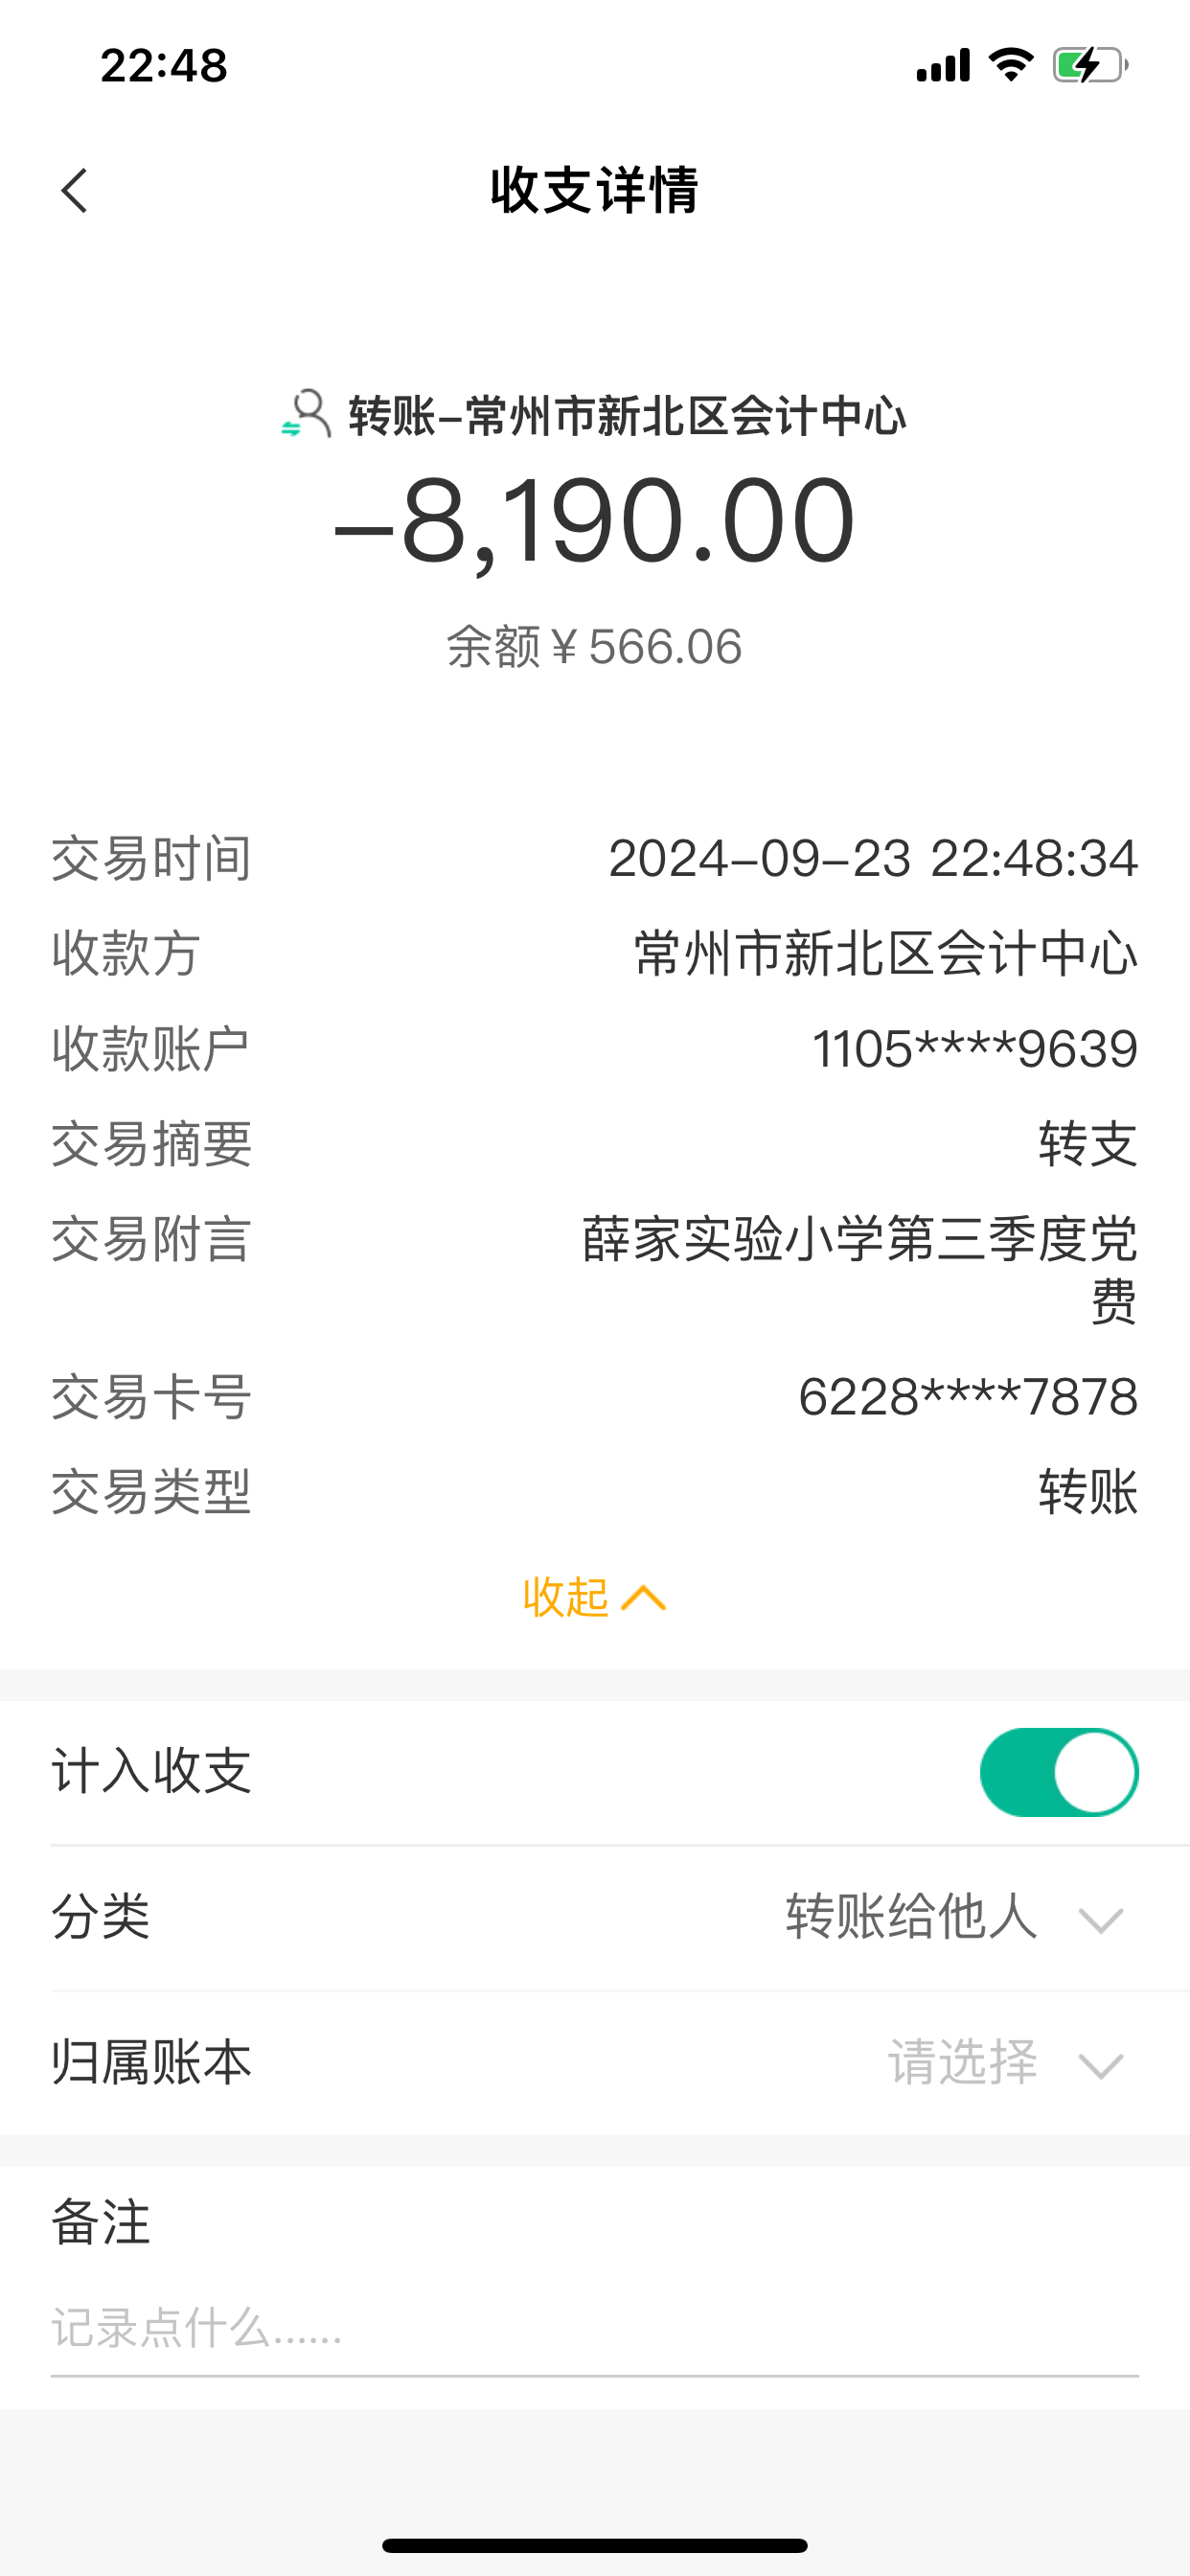 22:48
收支详情
转账-常州市新北区会计中心
-8,190.00
余额¥566.06
交易时间 2024-09-23 22:48:34
收款方 常州市新北区会计中心
收款账户 1105****9639
交易摘要 转支
交易附言 薛家实验小学第三季度党
费
交易卡号 6228****7878
交易类型 转账
收起
计入收支
分类 转账给他人
归属账本 请选择
备注
记录点什么......